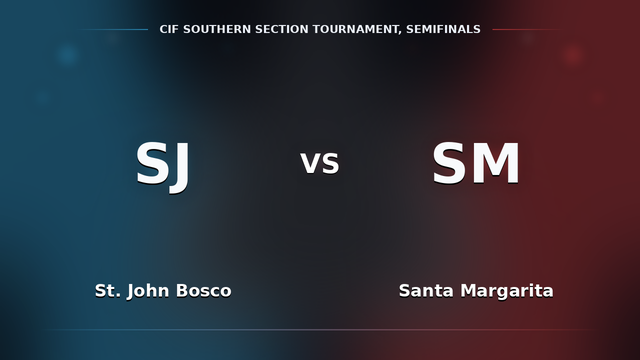 CIF SOUTHERN SECTION TOURNAMENT, SEMIFINALS
SJ VS SM
St. John Bosco Santa Margarita